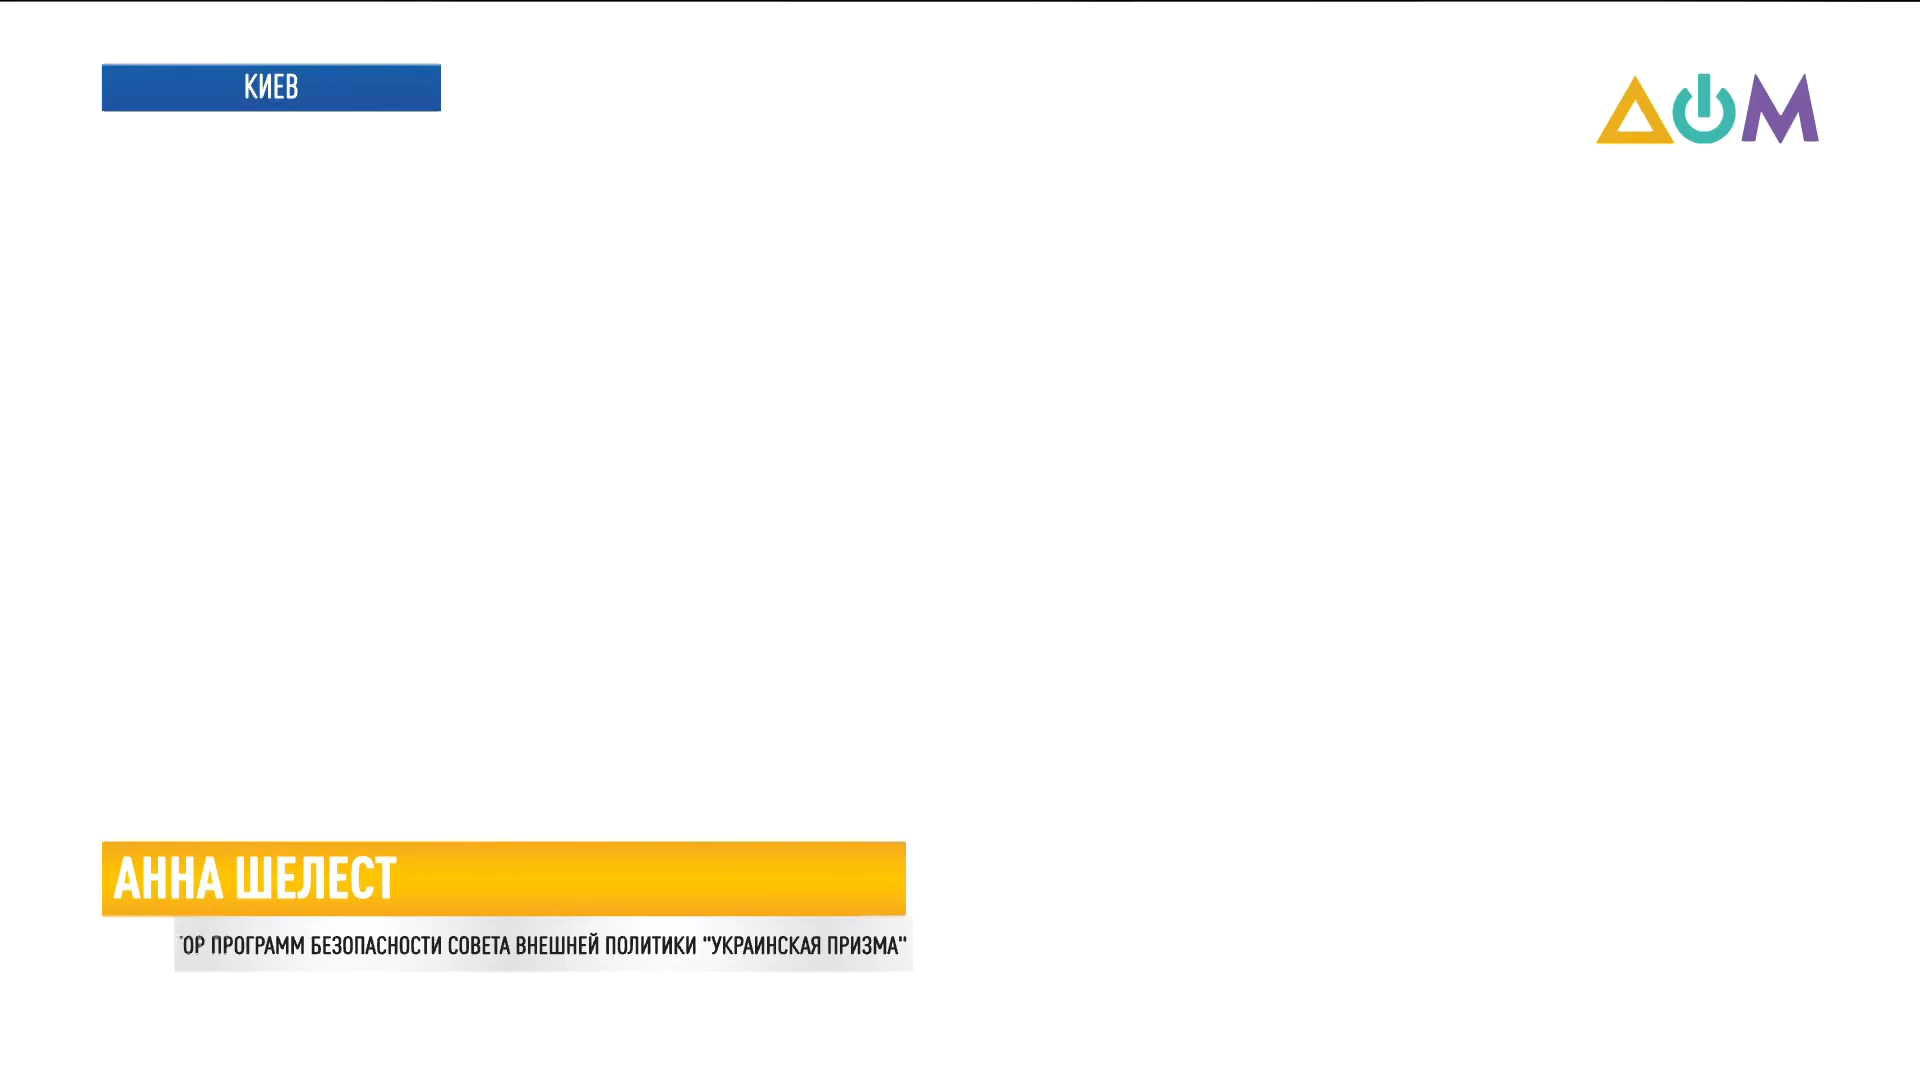 КИЕВ
ДОМ
АННА ШЕЛЕСТ
ОР ПРОГРАММ БЕЗОПАСНОСТИ СОВЕТА ВНЕШНЕЙ ПОЛИТИКИ "УКРАИНСКАЯ ПРИЗМА"